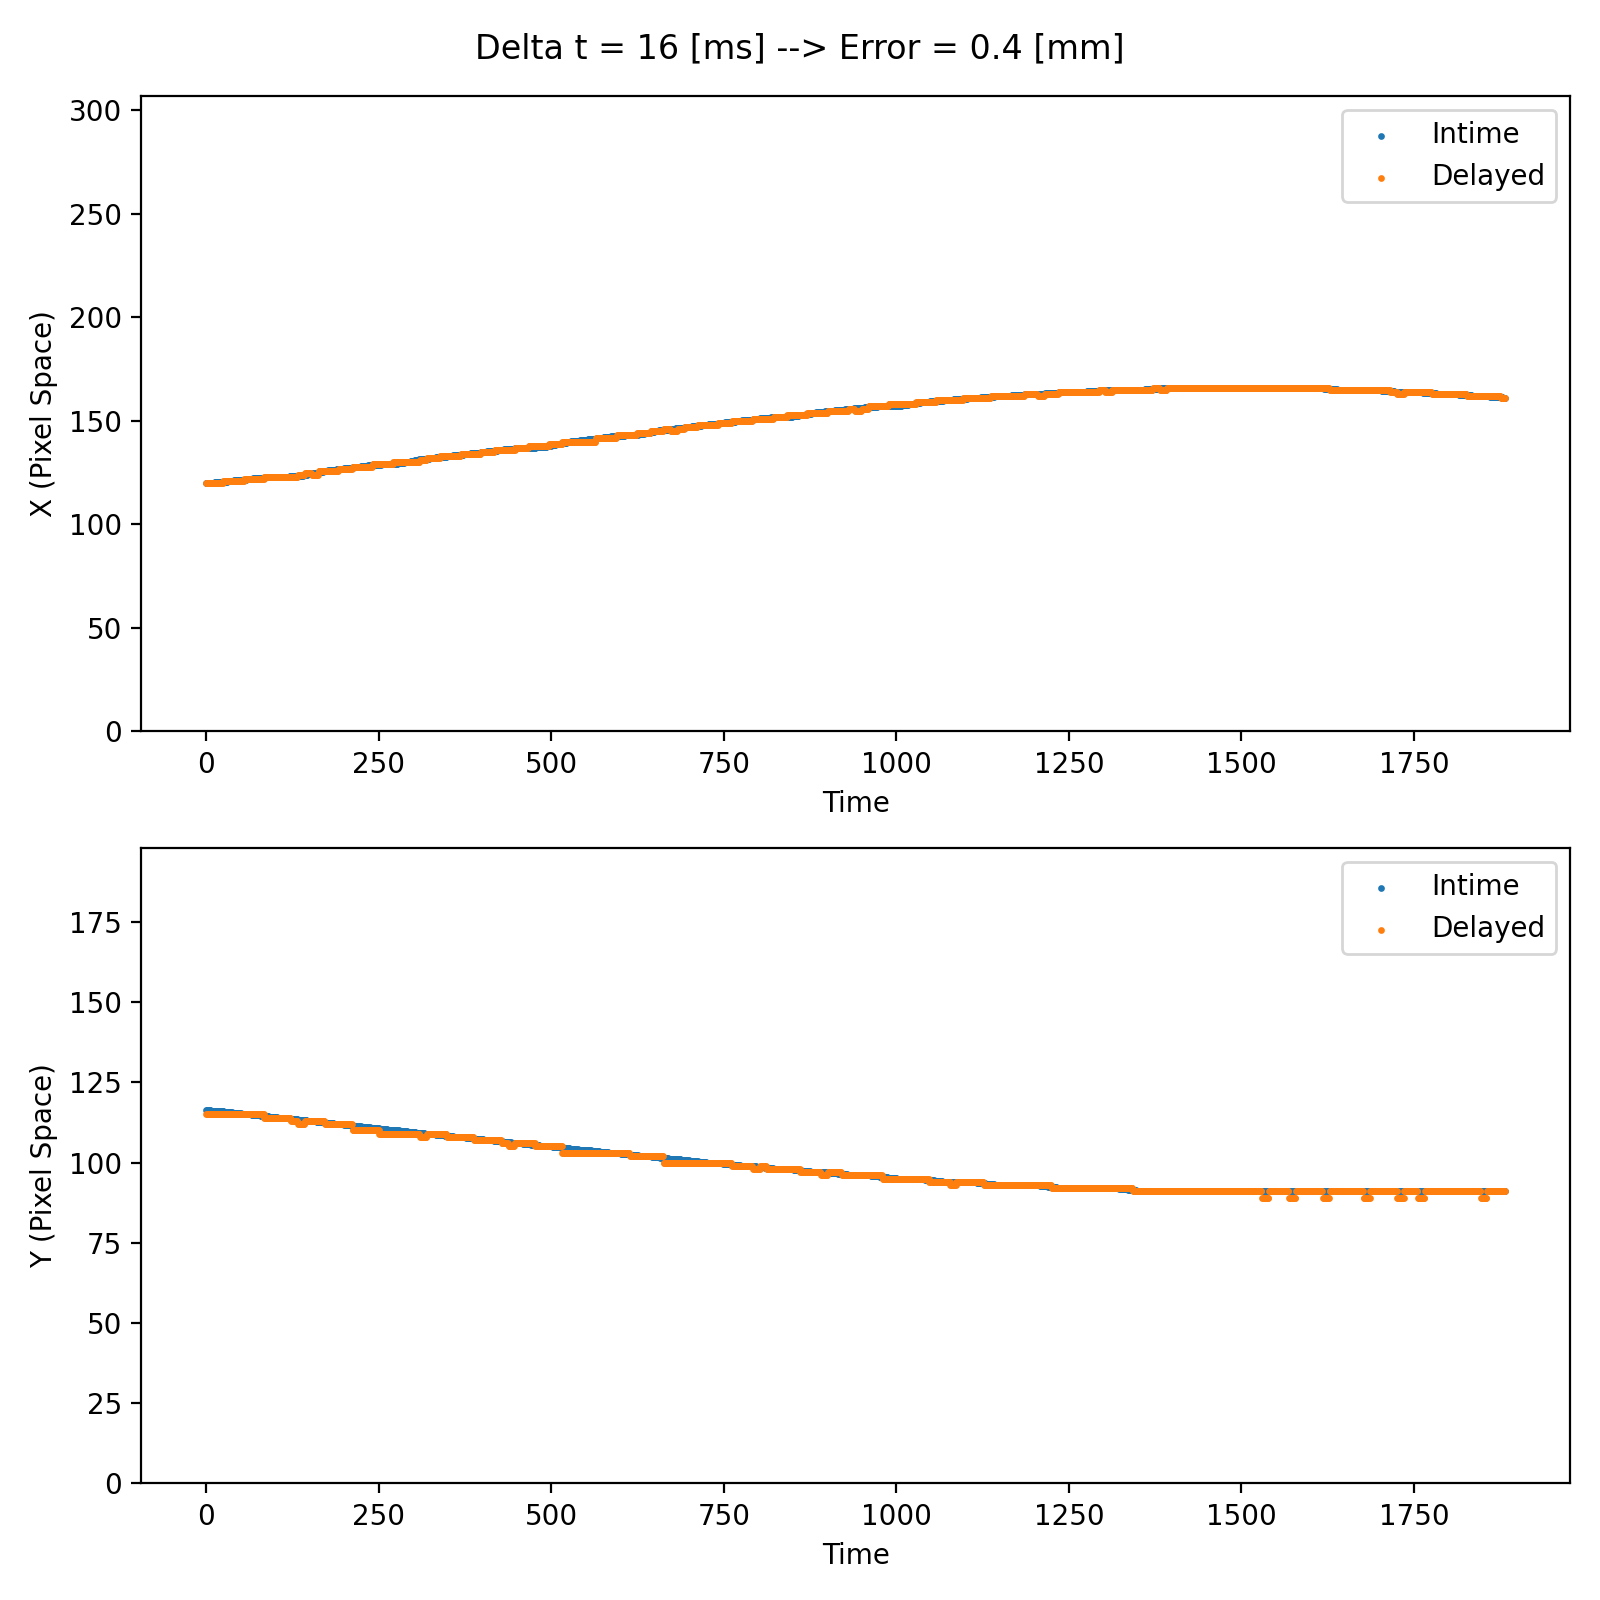 Delta t = 16 [ms] --> Error = 0.4 [mm]
300
250
200
150
100
50
0
X (Pixel Space)
Intime
Delayed
0 250 500 750 1000 1250 1500 1750
Time
175
150
125
100
75
50
25
0
Y (Pixel Space)
Intime
Delayed
0 250 500 750 1000 1250 1500 1750
Time